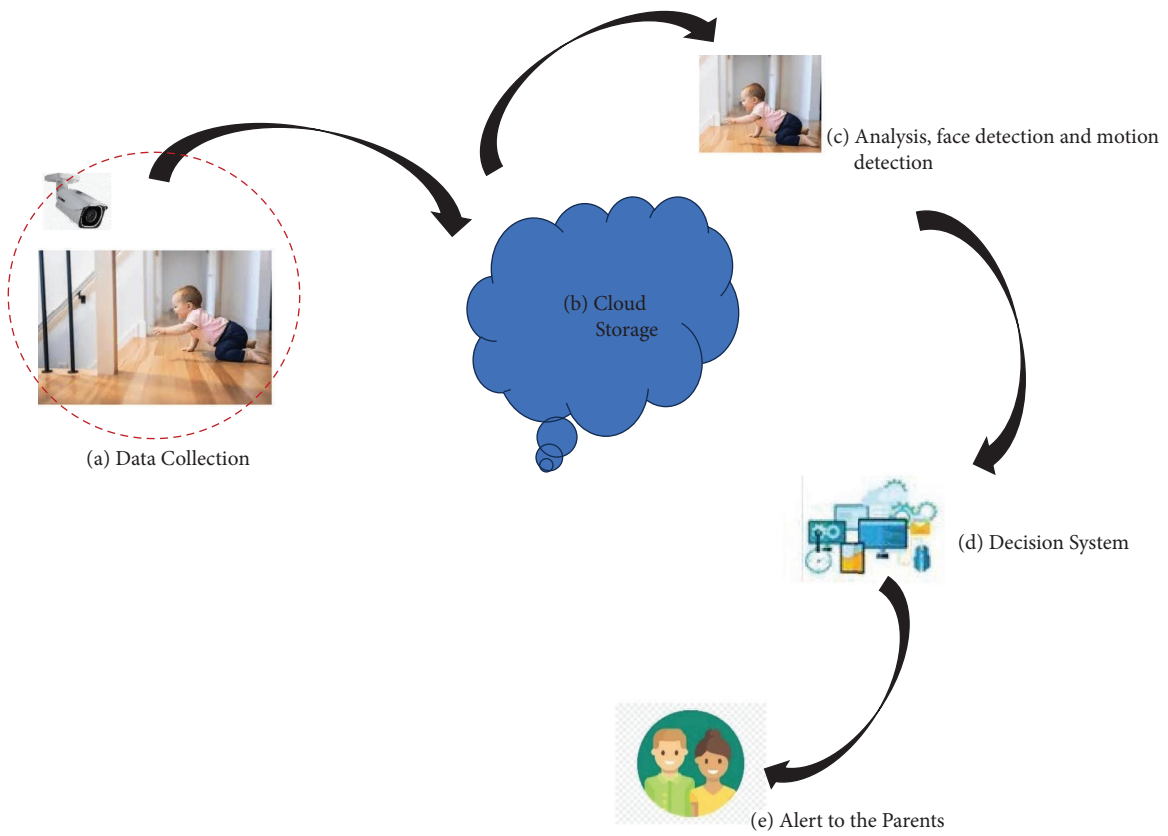 (a) Data Collection
(b) Cloud
Storage
(c) Analysis, face detection and motion
detection
(d) Decision System
(e) Alert to the Parents